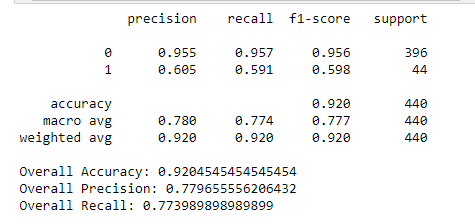 precision recall f1-score support
0 0.955 0.957 0.956 396
1 0.605 0.591 0.598 44
accuracy 0.920 440
macro avg 0.780 0.774 0.777 440
weighted avg 0.920 0.920 0.920 440
Overall Accuracy: 0.9204545454545454
Overall Precision: 0.779655556206432
Overall Recall: 0.773989898989899